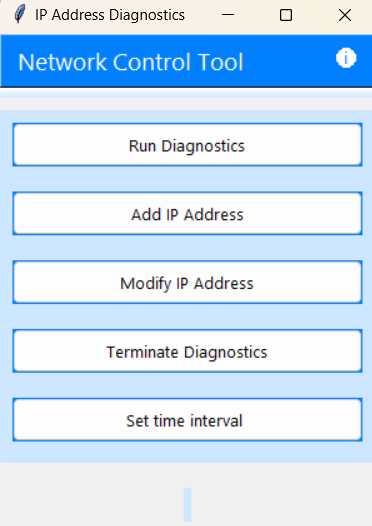 IP Address Diagnostics
Network Control Tool
Run Diagnostics
Add IP Address
Modify IP Address
Terminate Diagnostics
Set time interval